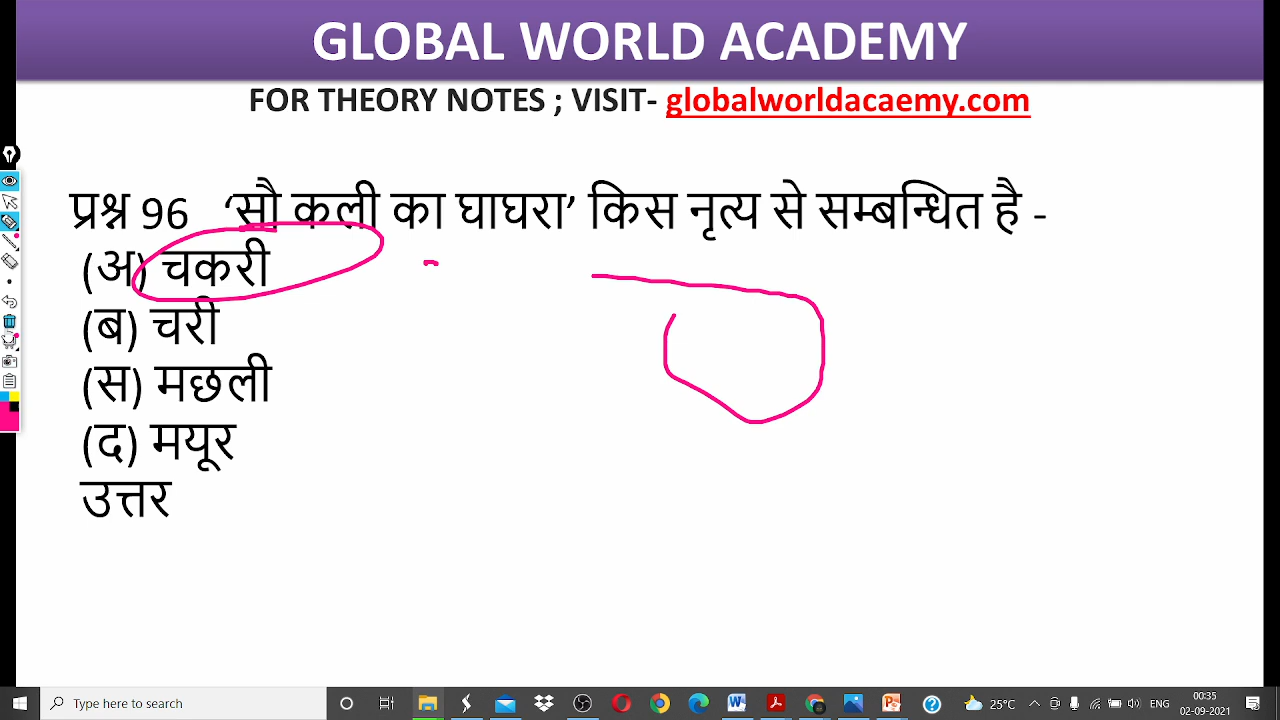 GLOBAL WORLD ACADEMY
FOR THEORY NOTES ; VISIT- globalworldacaemy.com
प्रश्न 96 ‘सौ कली का घाघरा’ किस नृत्य से सम्बन्धित है -
(अ) चकरी
(ब) चरी
(स) मछली
(द) मयूर
उत्तर
Type here to search
25°C
ENG
00:35
02-09-2021